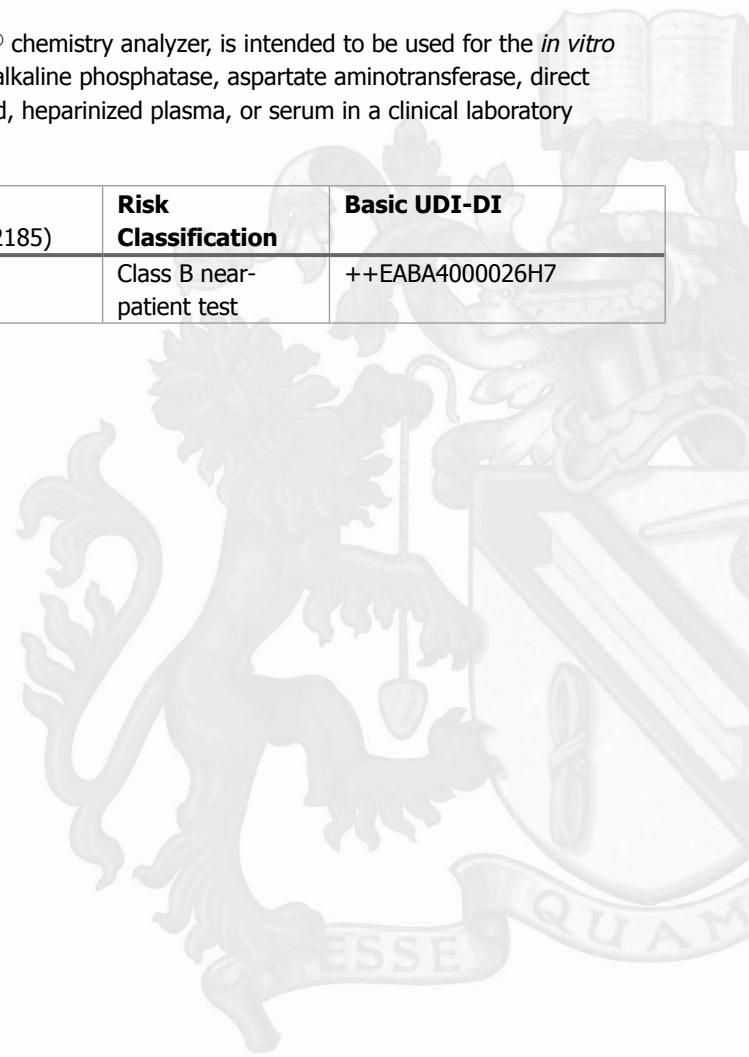 ® chemistry analyzer, is intended to be used for the in vitro
alkaline phosphatase, aspartate aminotransferase, direct
heparinized plasma, or serum in a clinical laboratory
Risk Classification
Basic UDI-DI
2185)
Class B near-
patient test
++EABA4000026H7
ESSE
QUAM